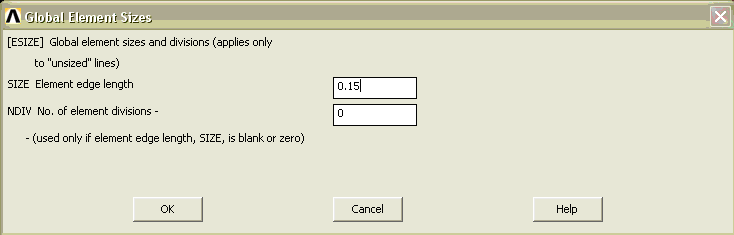 Global Element Sizes
[ESIZE] Global element sizes and divisions (applies only
to "unsized" lines)
SIZE Element edge length 0.15
NDIV No. of element divisions - 0
- (used only if element edge length, SIZE, is blank or zero)
OK Cancel Help